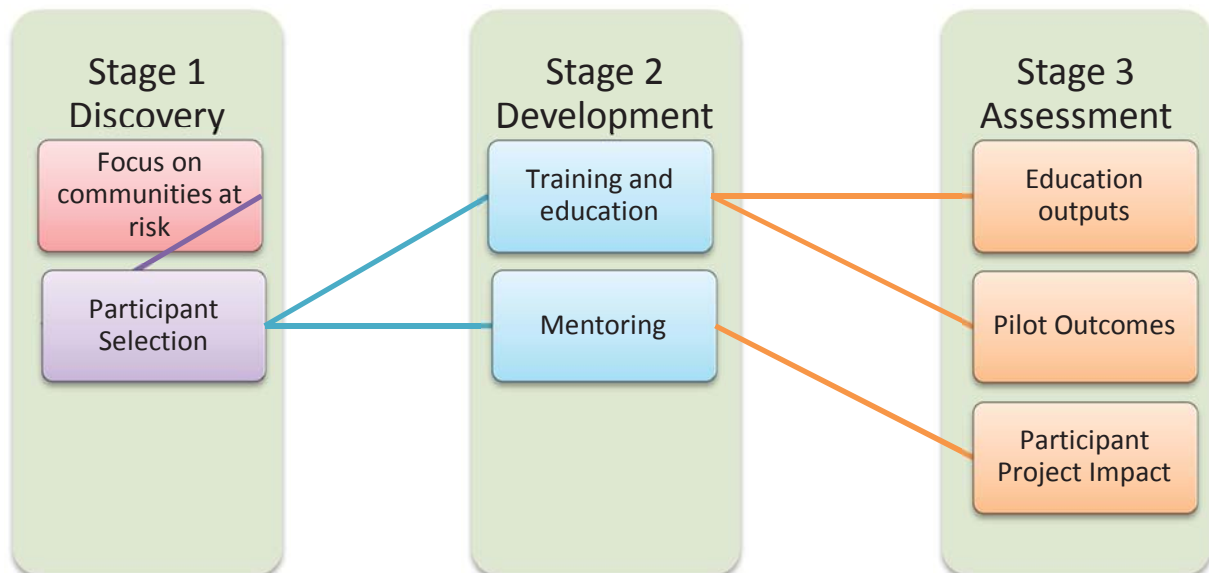 Stage 1
Discovery
Focus on
communities at
risk
Participant
Selection
Stage 2
Development
Training and
education
Mentoring
Stage 3
Assessment
Education
outputs
Pilot Outcomes
Participant
Project Impact